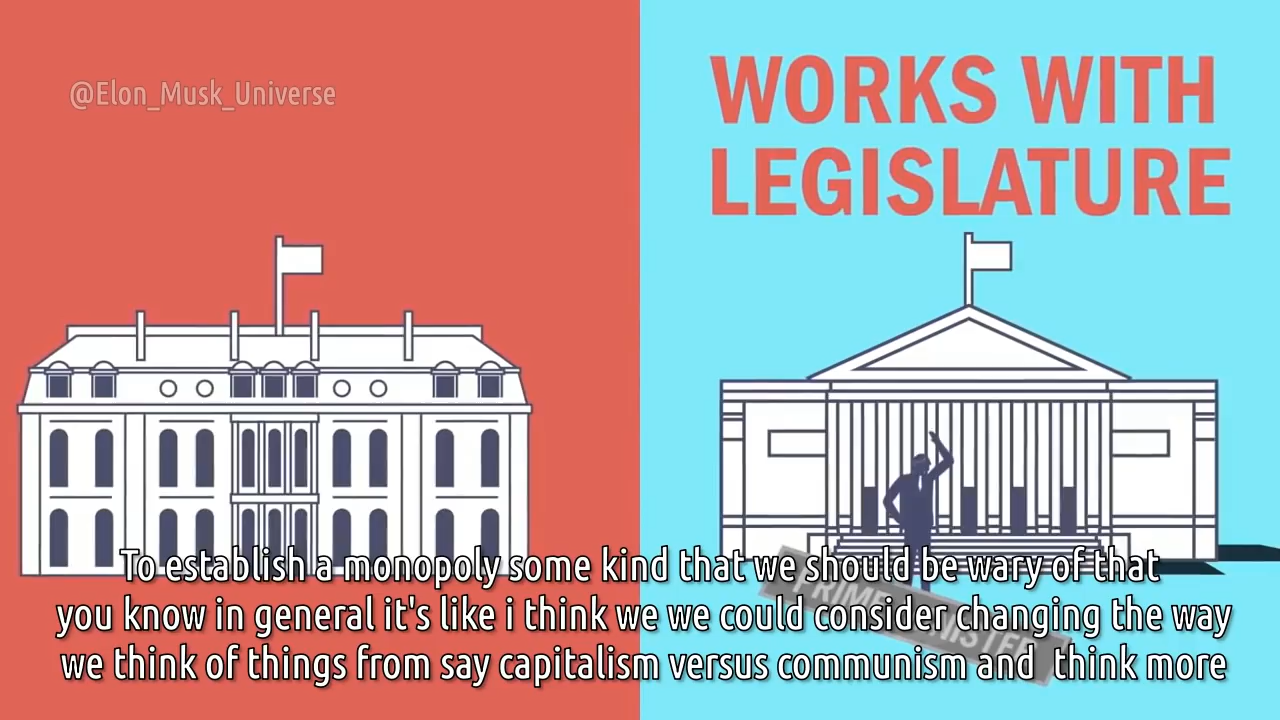 @Elon_Musk_Universe
WORKS WITH
LEGISLATURE
PRIME MINISTER
To establish a monopoly some kind that we should be wary of that
you know in general it's like i think we we could consider changing the way
we think of things from say capitalism versus communism and think more